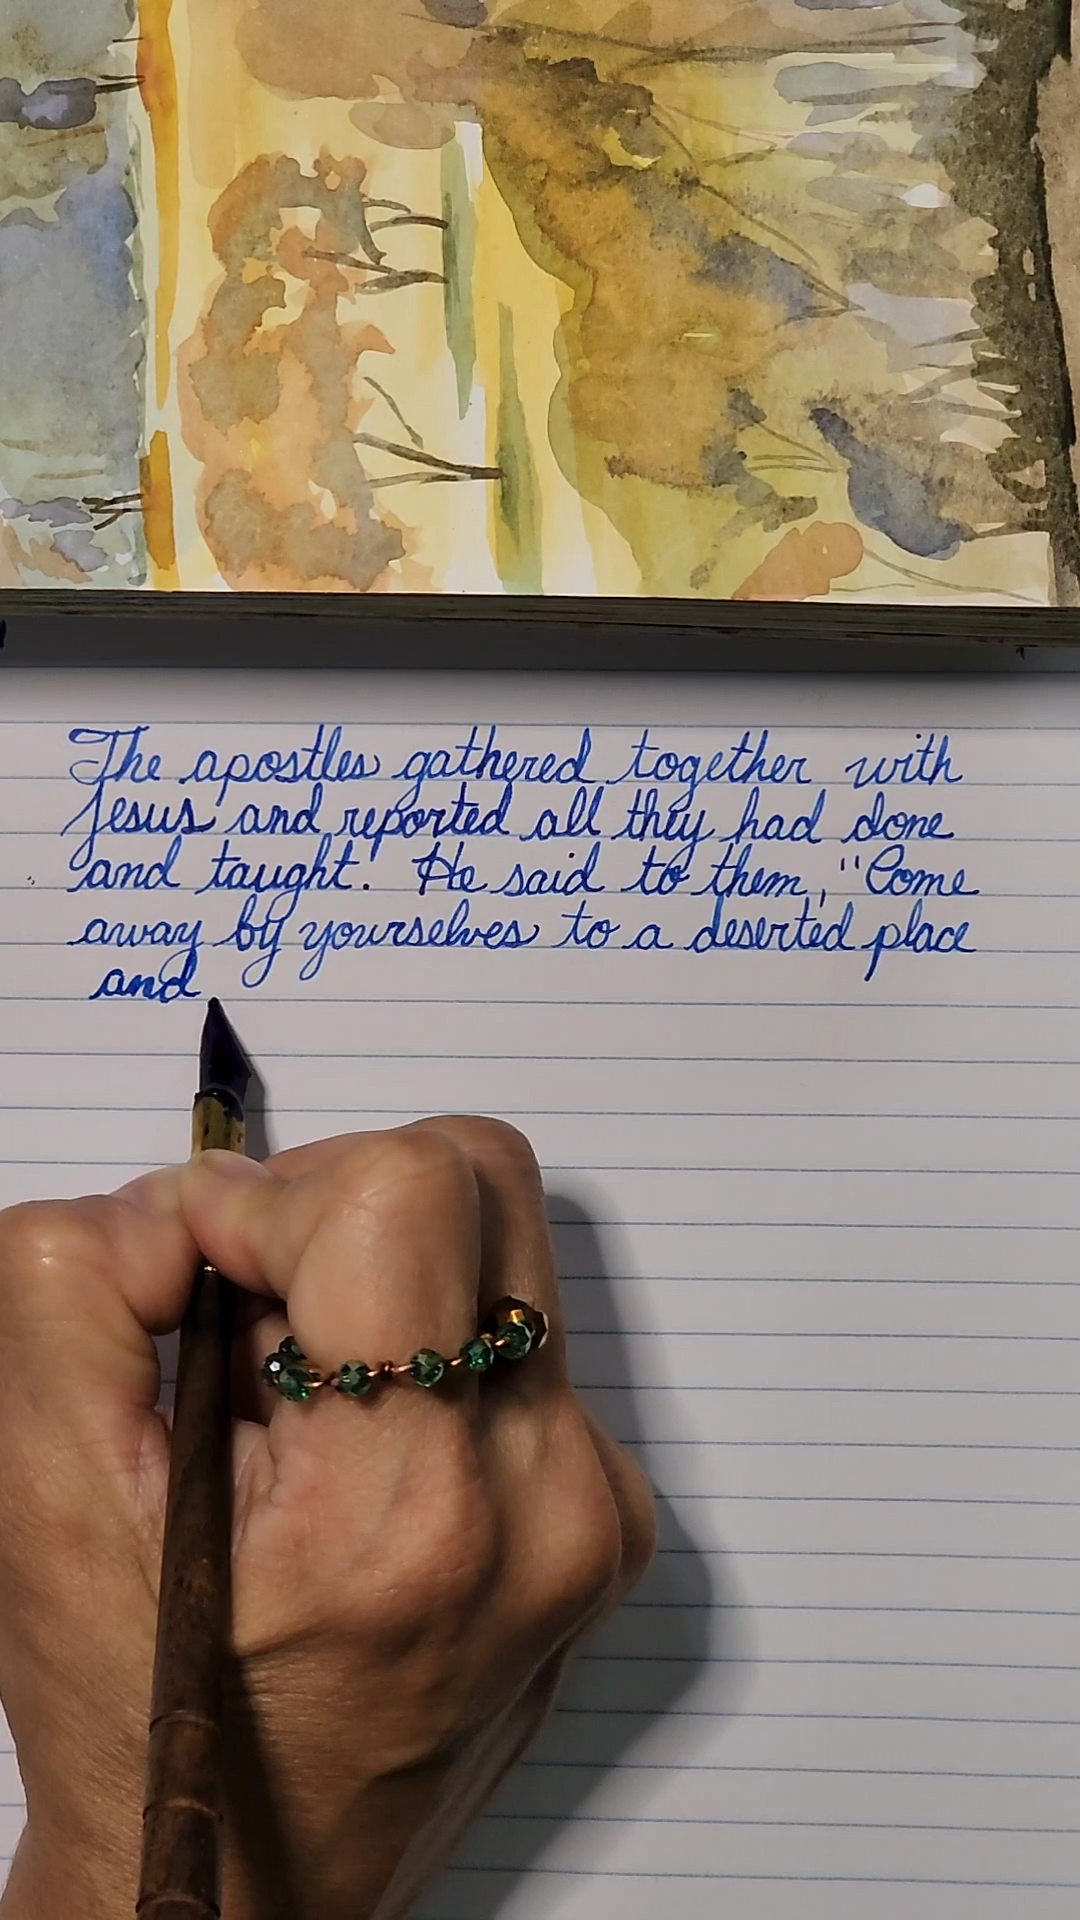 The apostles gathered together with
Jesus and reported all they had done
and taught. He said to them, "Come
away by yourselves to a deserted place
and